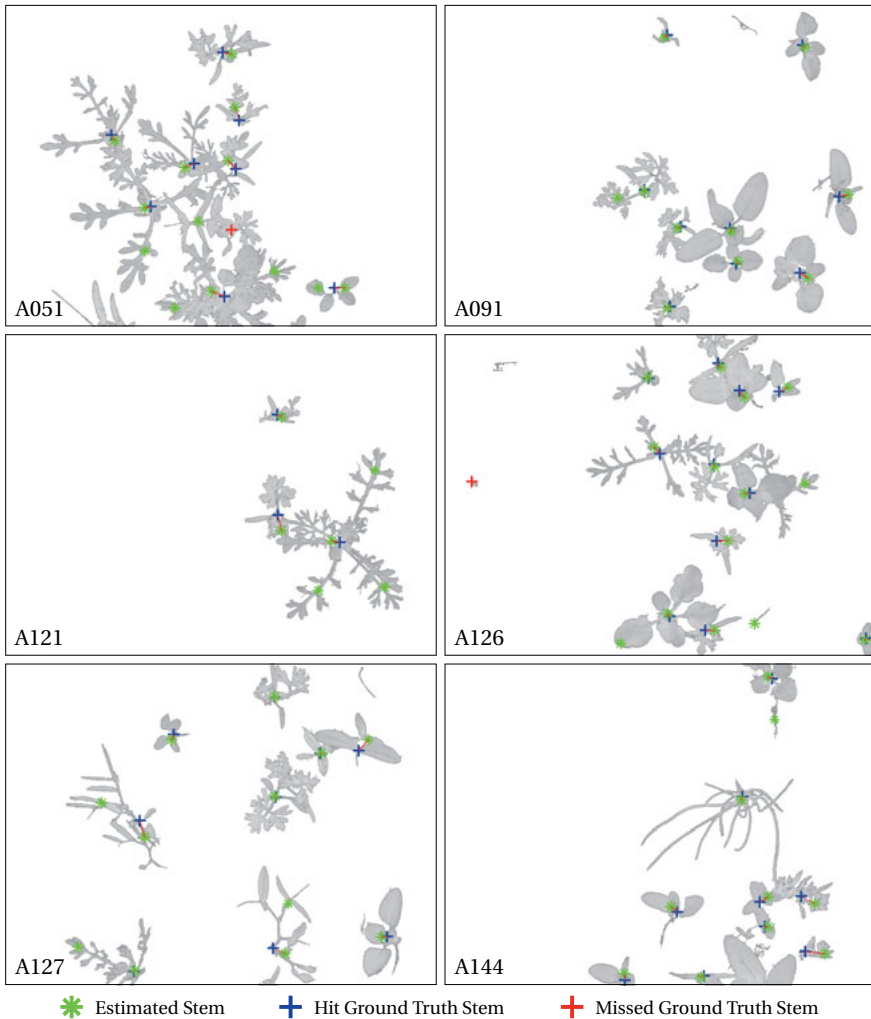 A051
A091
A121
A126
A127
A144
Estimated Stem
Hit Ground Truth Stem
Missed Ground Truth Stem